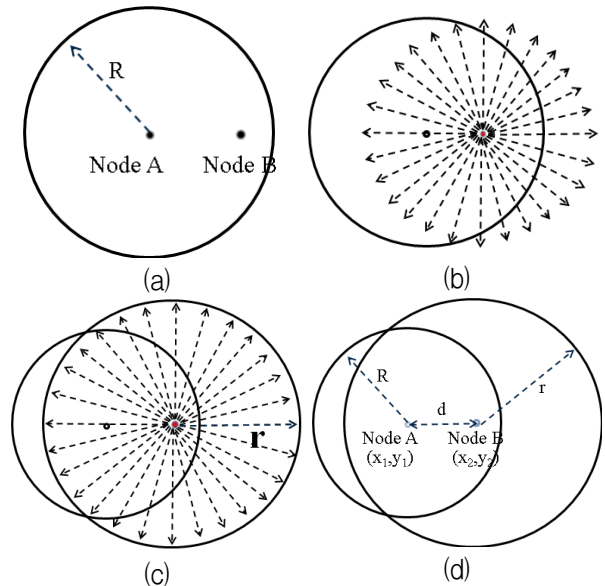 R
Node A
Node B
(a)
(b)
r
(c)
R
d
r
Node A
(x₁,y₁)
Node B
(x₂,y₂)
(d)